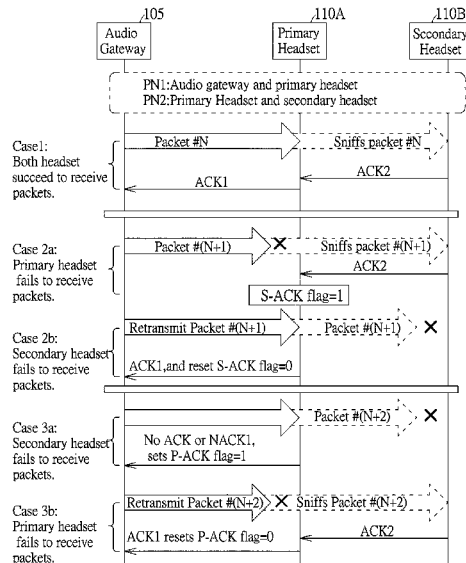 105
110A
110B
Audio
Gateway
Primary
Headset
Secondary
Headset
PN1:Audio gateway and primary headset
PN2:Primary Headset and secondary headset
Case1:
Both headset
succeed to receive
packets.
Packet #N
Sniffs packet #N
ACK2
ACK1
Case 2a:
Primary headset
fails to receive
packets.
Packet #(N+1)
Sniffs packet #(N+1)
ACK2
S-ACK flag=1
Case 2b:
Secondary headset
fails to receive
packets.
Retransmit Packet #(N+1)
Packet #(N+1)
ACK1,and reset S-ACK flag=0
Case 3a:
Secondary headset
fails to receive
packets.
Packet #(N+2)
No ACK or NACK1,
sets P-ACK flag=1
Case 3b:
Primary headset
fails to receive
packets.
Retransmit Packet #(N+2)
Sniffs Packet #(N+2)
ACK2
ACK1 resets P-ACK flag=0